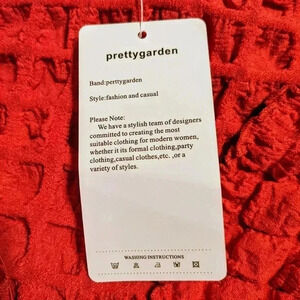 prettygarden
Band:perttygarden
Style:fashion and casual
Please Note:
We have a stylish team of designers
committed to creating the most
suitable clothing for modern women,
whether it its formal clothing,party
clothing,casual clothes,etc. ,or a
variety of styles.
WASHING INSTRUCTIONS